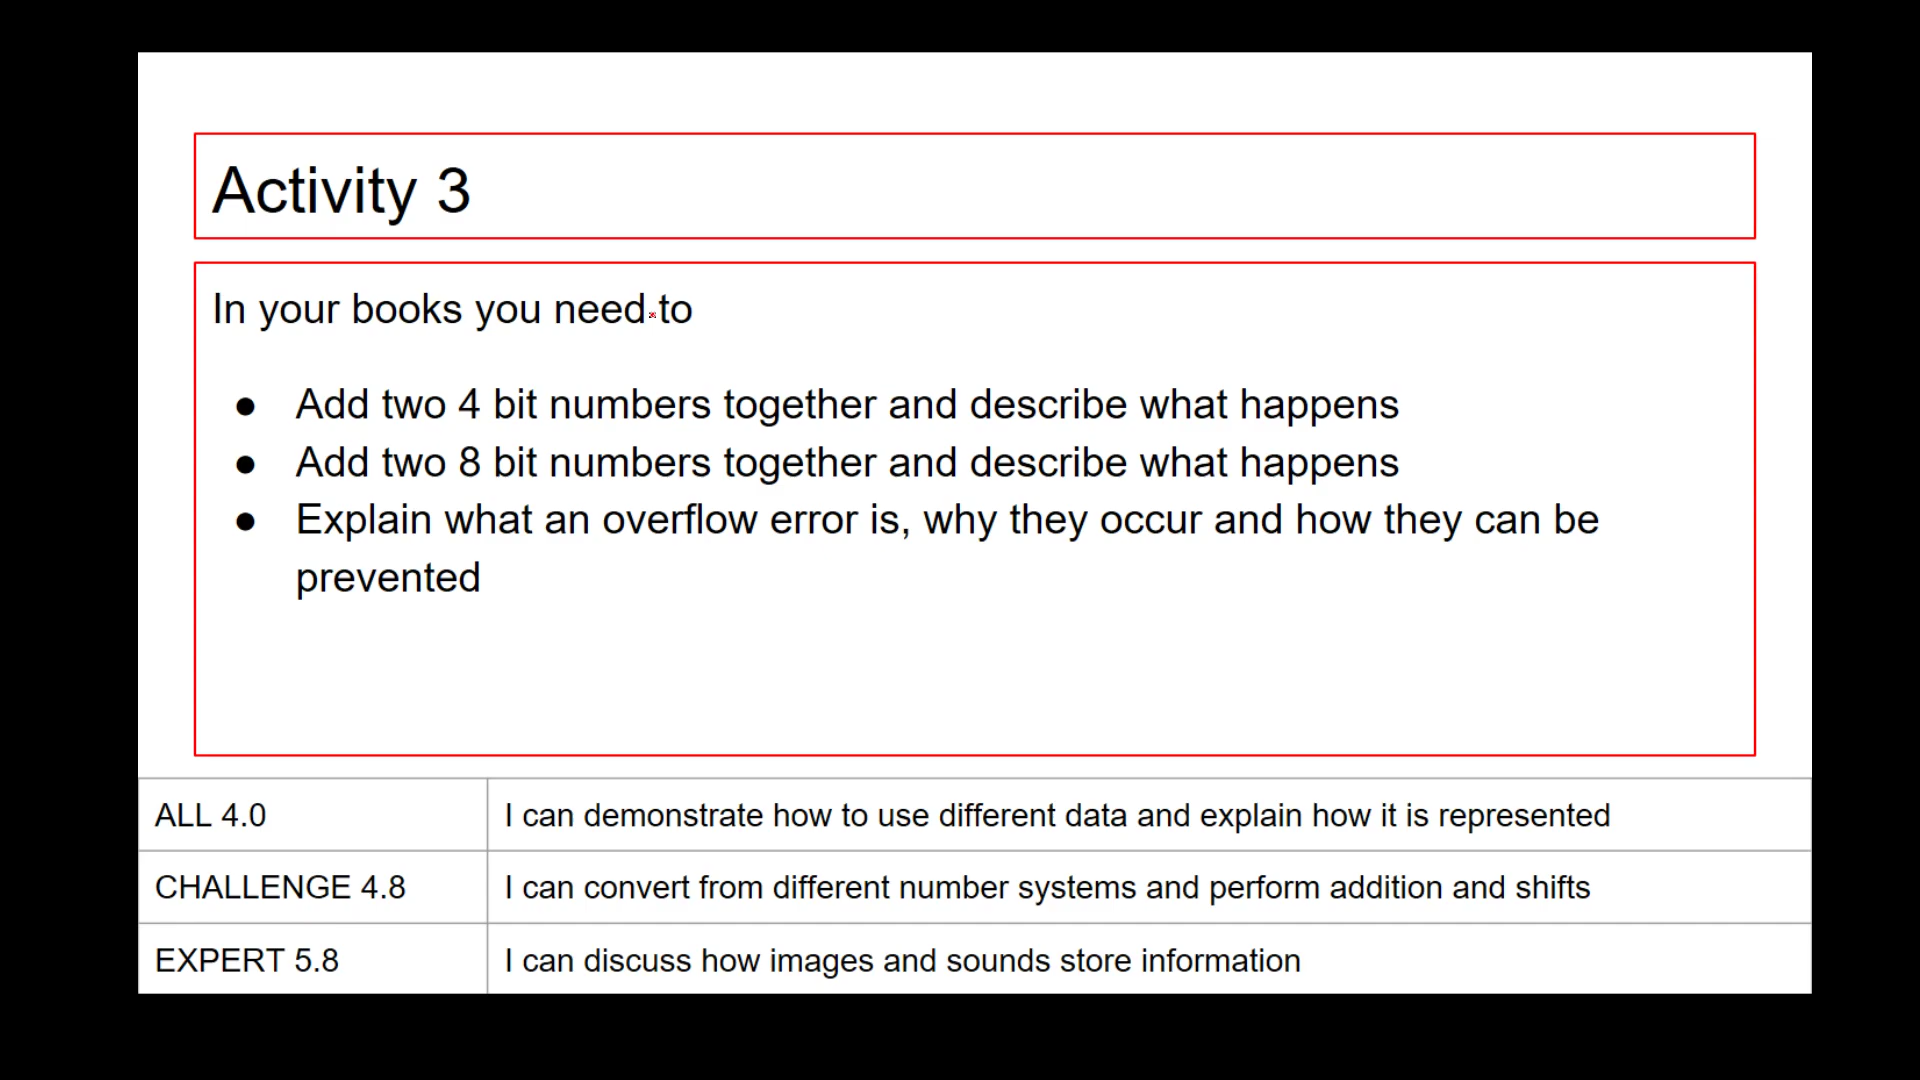 Activity 3
In your books you need to
● Add two 4 bit numbers together and describe what happens
● Add two 8 bit numbers together and describe what happens
● Explain what an overflow error is, why they occur and how they can be
prevented
ALL 4.0 I can demonstrate how to use different data and explain how it is represented
CHALLENGE 4.8 I can convert from different number systems and perform addition and shifts
EXPERT 5.8 I can discuss how images and sounds store information